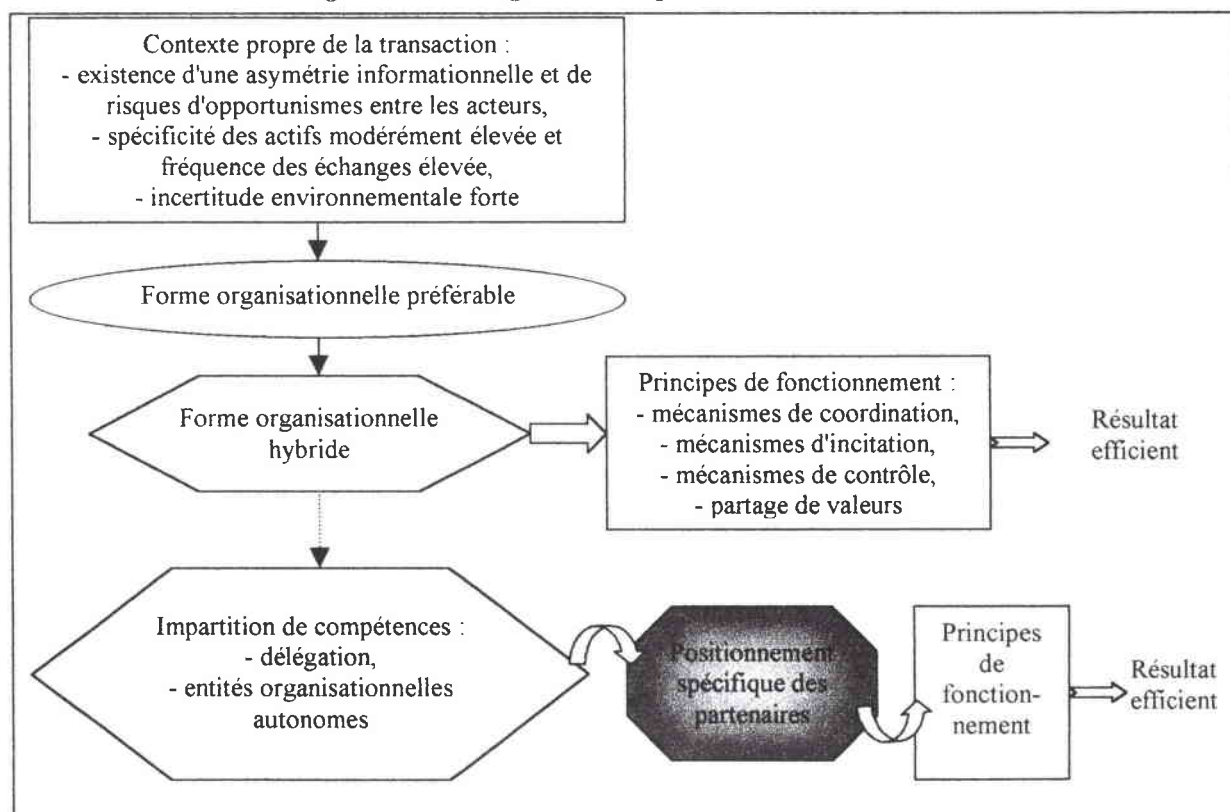 Contexte propre de la transaction :
- existence d'une asymétrie informationnelle et de
risques d'opportunismes entre les acteurs,
- spécificité des actifs modérément élevée et
fréquence des échanges élevée,
- incertitude environnementale forte
Forme organisationnelle préférable
Forme organisationnelle
hybride
Principes de fonctionnement :
- mécanismes de coordination,
- mécanismes d'incitation,
- mécanismes de contrôle,
- partage de valeurs
Résultat
efficient
Impartition de compétences :
- délégation,
- entités organisationnelles
autonomes
Positionnement
spécifique des
partenaires
Principes
de
fonction-
nement
Résultat
efficient